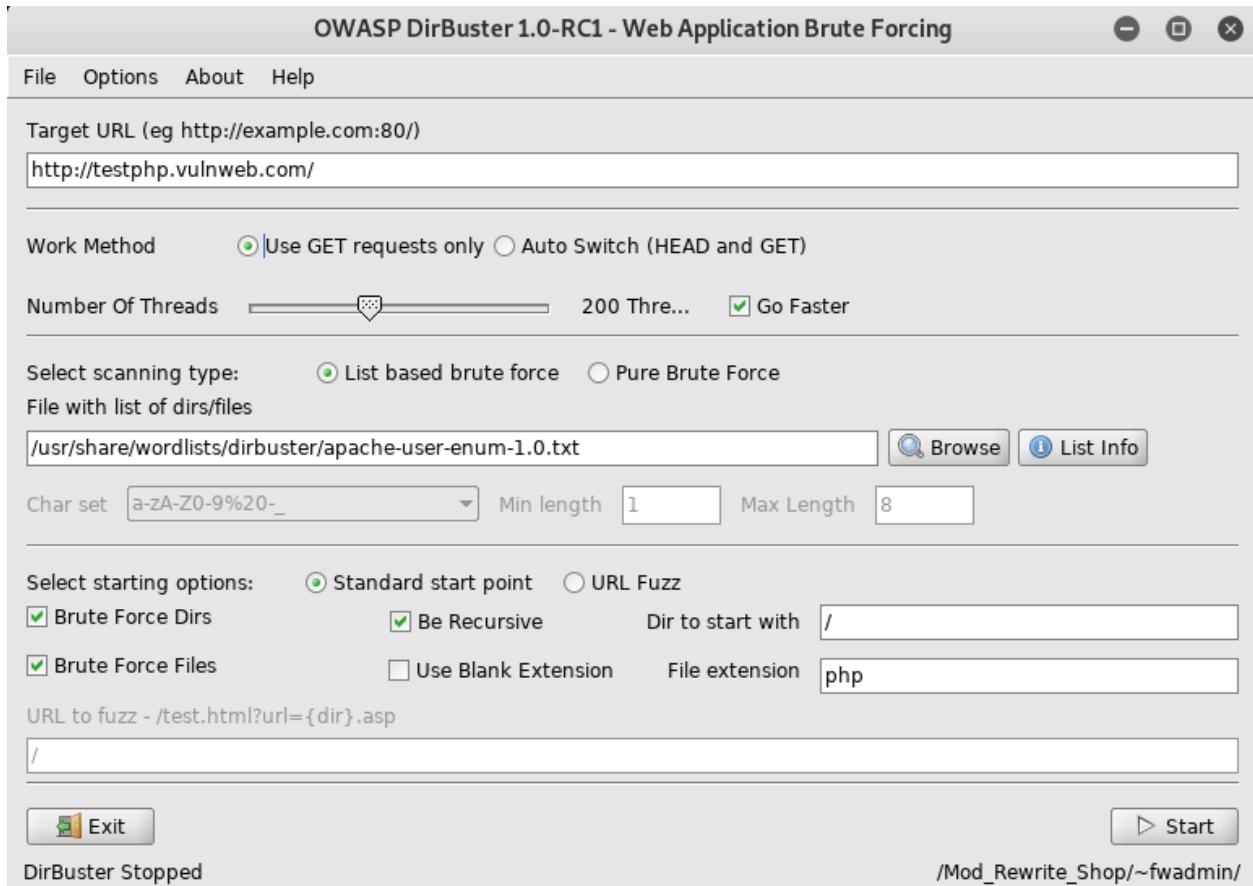 OWASP DirBuster 1.0-RC1 - Web Application Brute Forcing
File Options About Help
Target URL (eg http://example.com:80/)
http://testphp.vulnweb.com/
Work Method Use GET requests only Auto Switch (HEAD and GET)
Number Of Threads 200 Thre... Go Faster
Select scanning type: List based brute force Pure Brute Force
File with list of dirs/files
/usr/share/wordlists/dirbuster/apache-user-enum-1.0.txt Browse List Info
Char set a-zA-Z0-9%20-_ Min length 1 Max Length 8
Select starting options: Standard start point URL Fuzz
Brute Force Dirs Be Recursive Dir to start with /
Brute Force Files Use Blank Extension File extension php
URL to fuzz - /test.html?url={dir}.asp
/
Exit Start
DirBuster Stopped /Mod_Rewrite_Shop/~fwadmin/